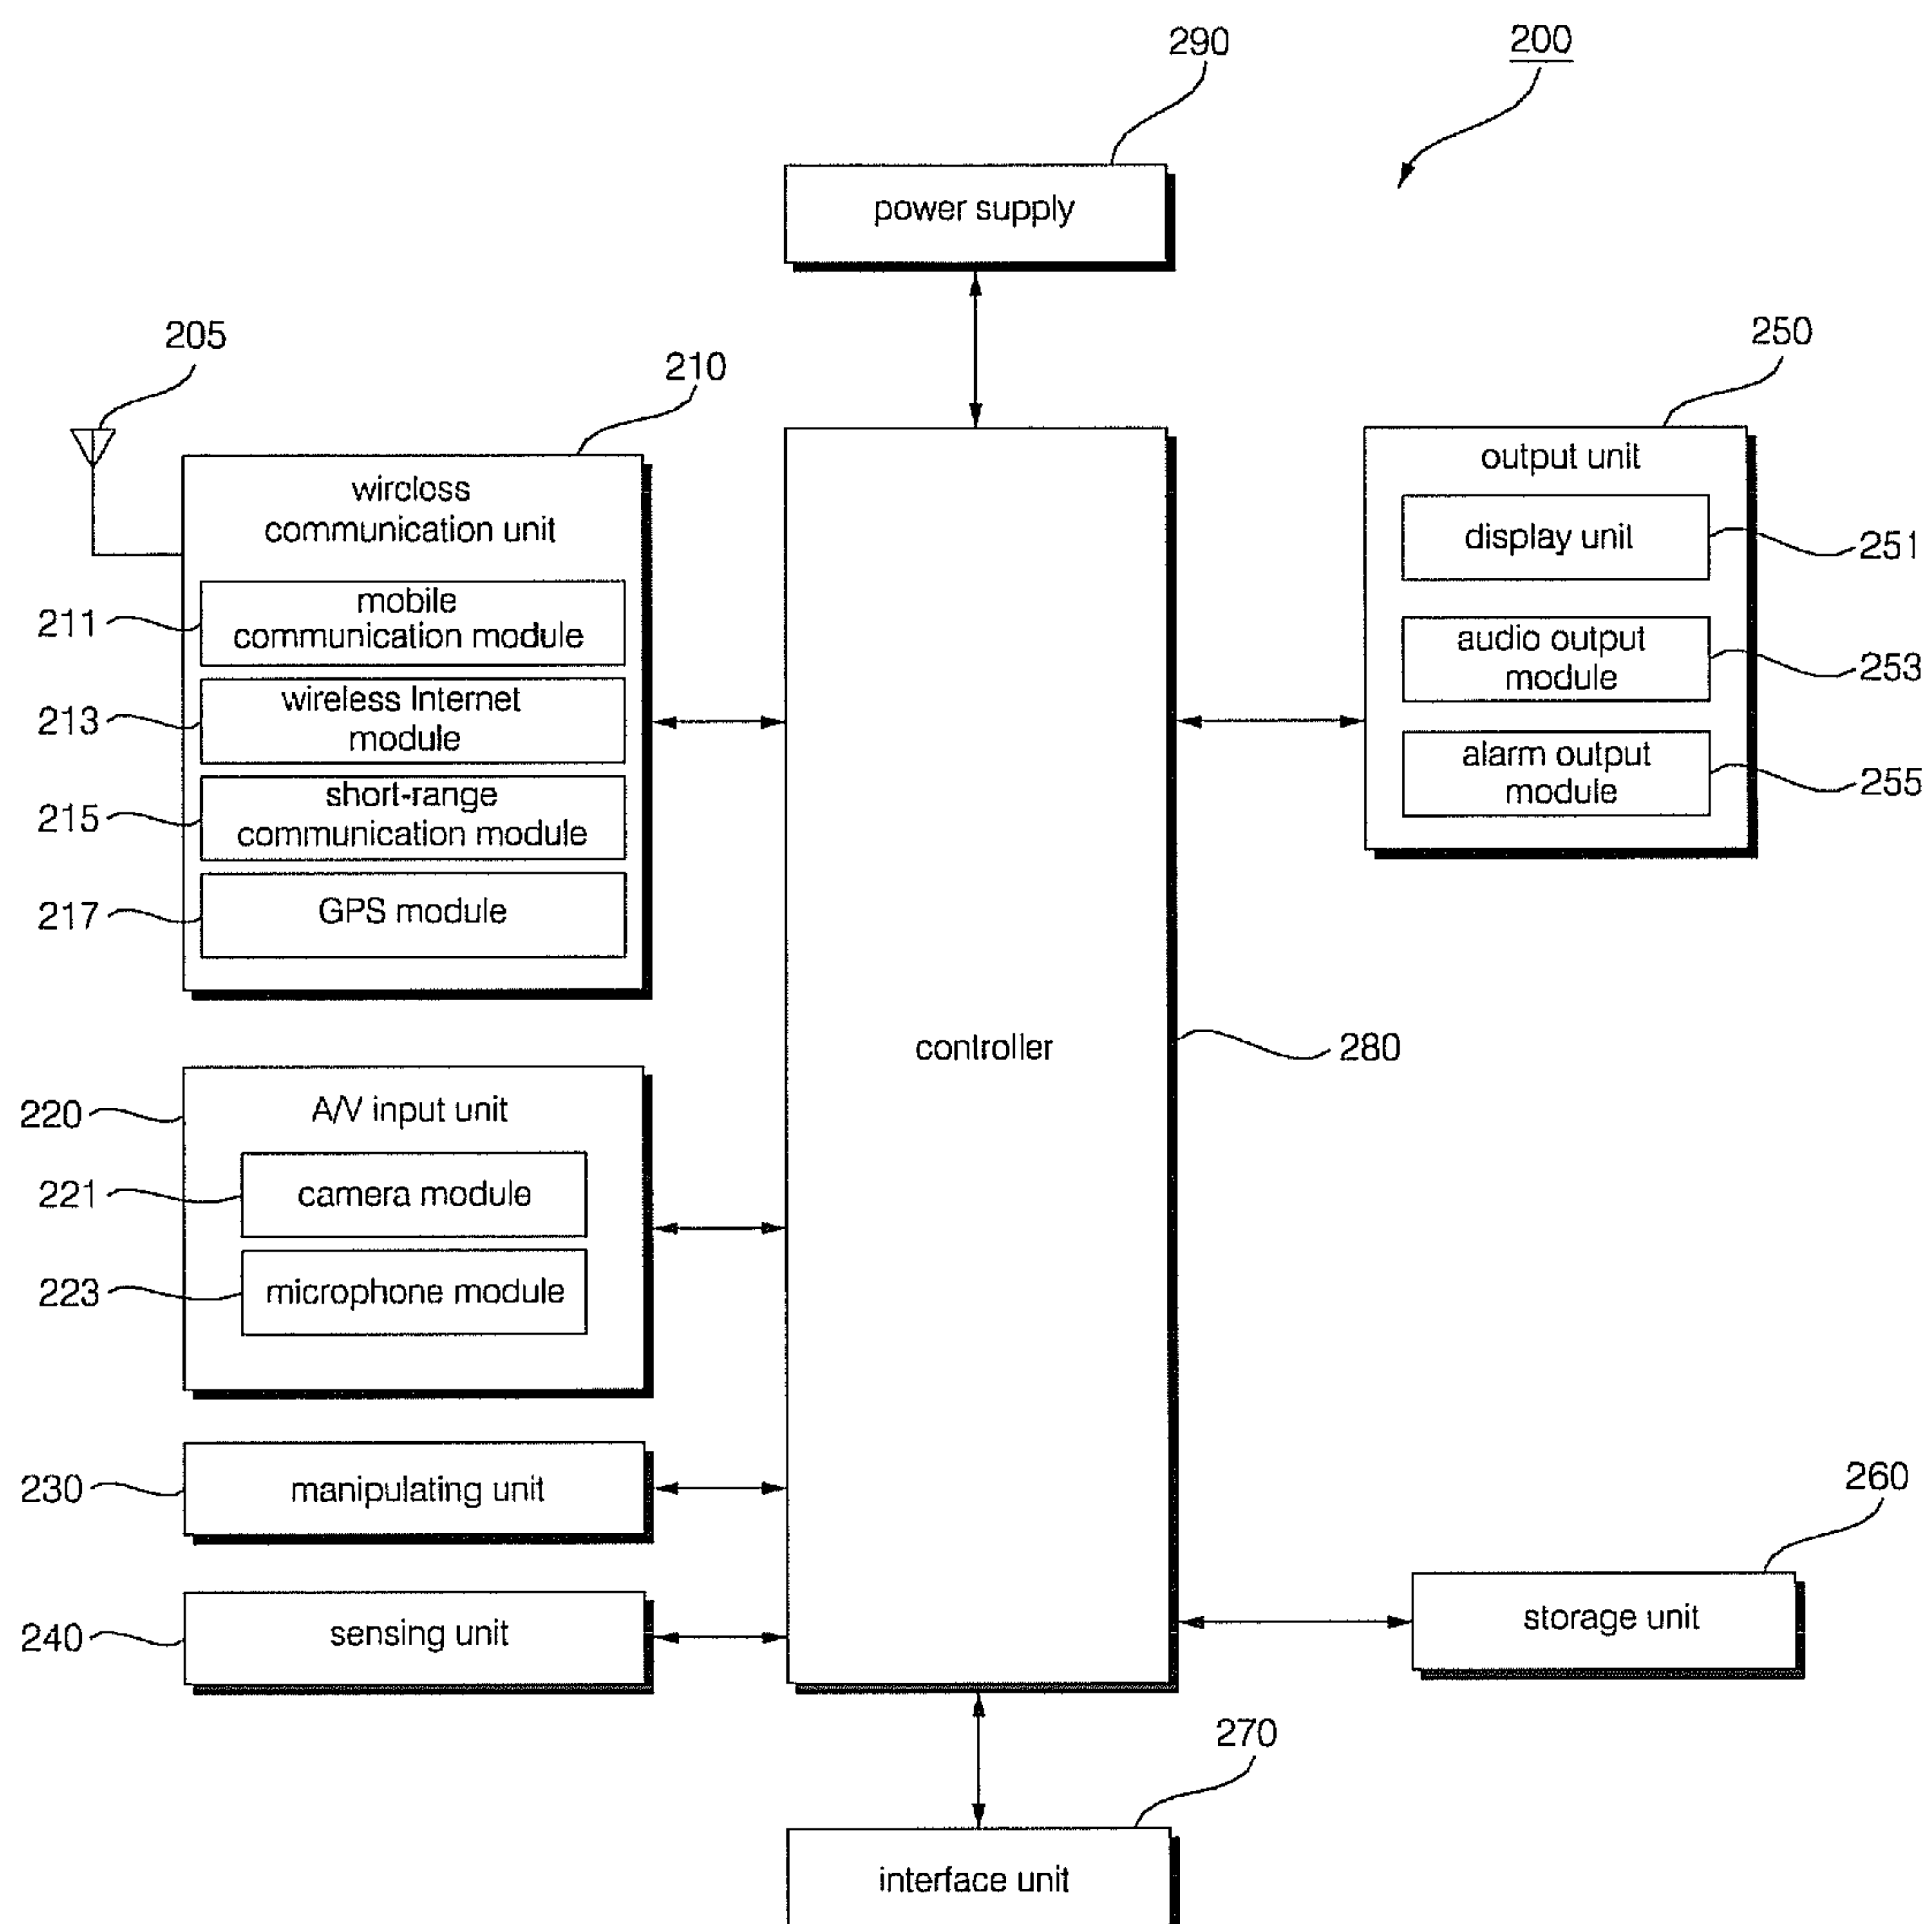 290
200
power supply
205
210
250
wireless
communication unit
output unit
display unit
251
211
mobile
communication module
audio output
module
253
213
wireless Internet
module
alarm output
module
255
215
short-range
communication module
217
GPS module
controller
280
220
A/V input unit
221
camera module
223
microphone module
230
manipulating unit
260
240
sensing unit
storage unit
270
interface unit